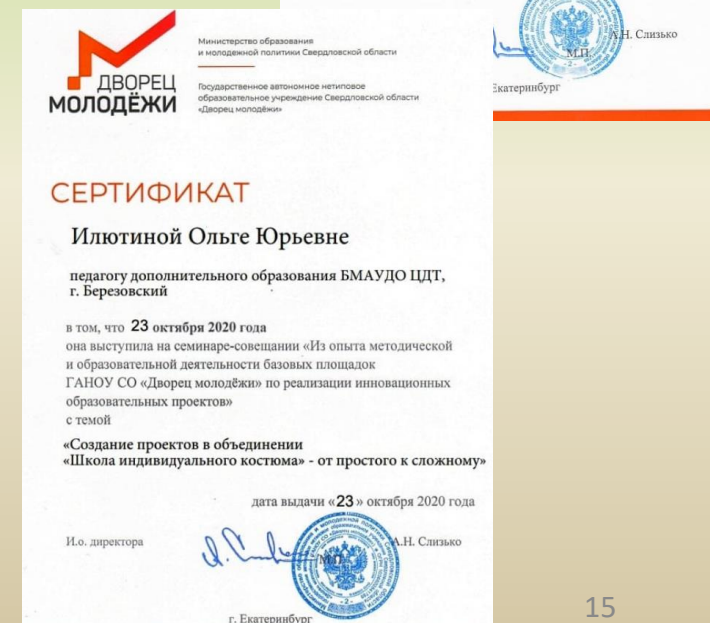 А.Н. Слизько
М.П.
Екатеринбург
ДВОРЕЦ
МОЛОДЁЖИ
Министерство образования
и молодежной политики Свердловской области
Государственное автономное нетиповое
образовательное учреждение Свердловской области
«Дворец молодёжи»
СЕРТИФИКАТ
Илютиной Ольге Юрьевне
педагогу дополнительного образования БМАУДО ЦДТ,
г. Березовский
в том, что 23 октября 2020 года
она выступила на семинаре-совещании «Из опыта методической
и образовательной деятельности базовых площадок
ГАНОУ СО «Дворец молодёжи» по реализации инновационных
образовательных проектов»
с темой
«Создание проектов в объединении
«Школа индивидуального костюма» - от простого к сложному»
дата выдачи «23» октября 2020 года
И.о. директора
А.Н. Слизько
М.П.
г. Екатеринбург
15